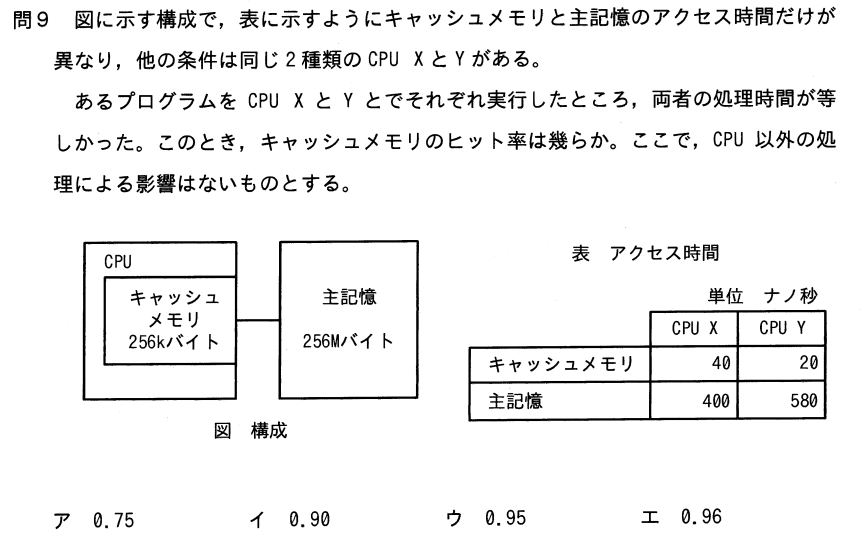 問9 図に示す構成で，表に示すようにキャッシュメモリと主記憶のアクセス時間だけが
異なり，他の条件は同じ2種類の CPU XとYがある。
あるプログラムを CPU X と Y とでそれぞれ実行したところ，両者の処理時間が等
しかった。このとき，キャッシュメモリのヒット率は幾らか。ここで，CPU 以外の処
理による影響はないものとする。
CPU
キャッシュ
メモリ
256kバイト
主記憶
256Mバイト
図 構成
表 アクセス時間
単位 ナノ秒
CPU X CPU Y
キャッシュメモリ 40 20
主記憶 400 580
ア 0.75 イ 0.90 ウ 0.95 エ 0.96